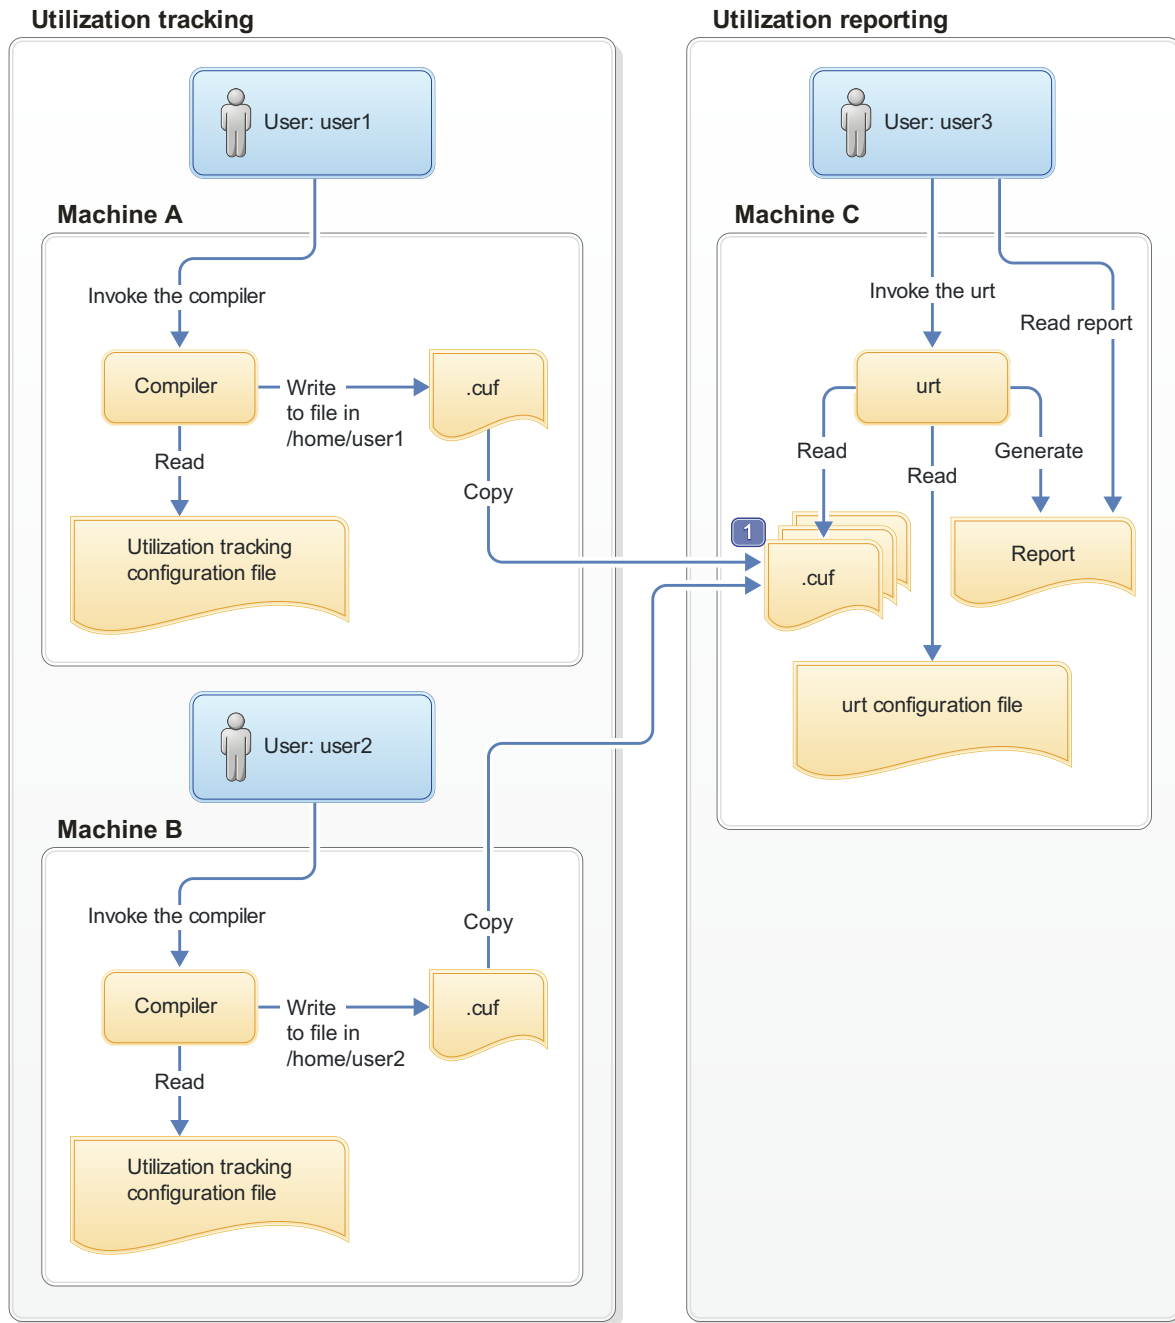 Utilization tracking
User: user1
Machine A
Invoke the compiler
Compiler
Write
to file in
/home/user1
.cuf
Read
Copy
Utilization tracking
configuration file
User: user2
Machine B
Invoke the compiler
Compiler
Write
to file in
/home/user2
.cuf
Copy
Read
Utilization tracking
configuration file
Utilization reporting
User: user3
Machine C
Invoke the urt
Read report
urt
Read
Read
Generate
1
.cuf
Report
urt configuration file